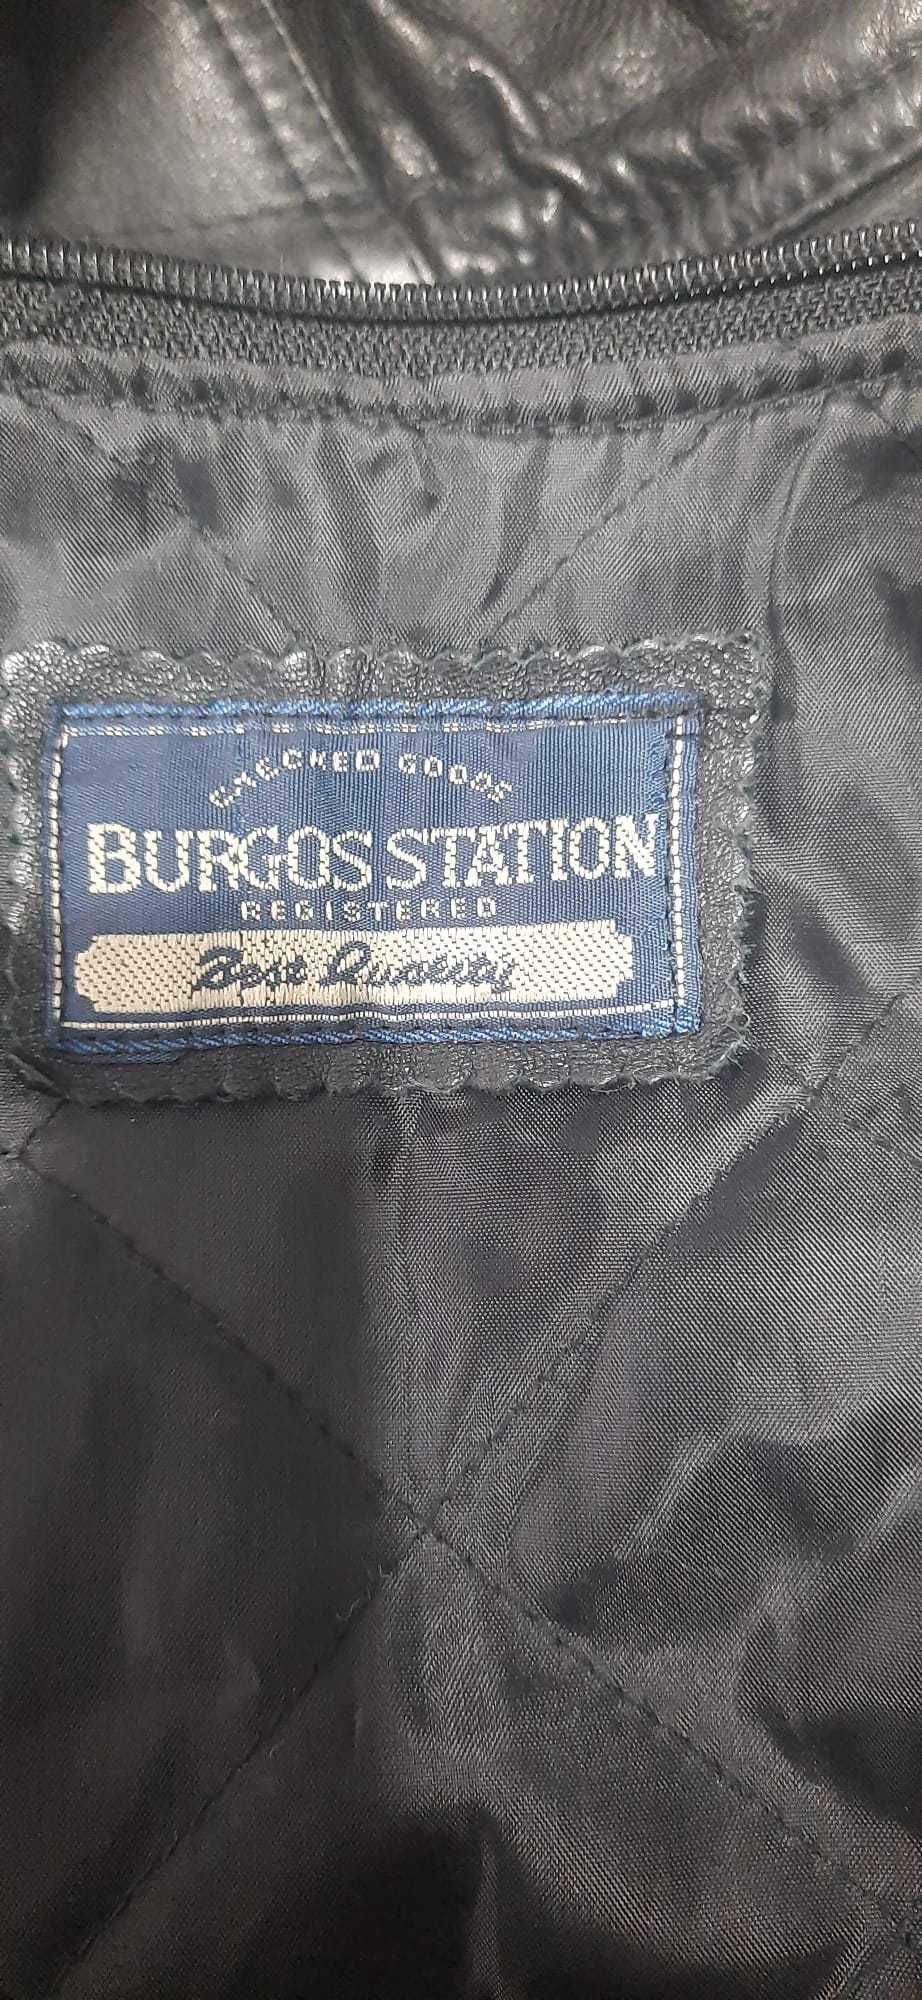 CHECKED GOODS
BURGOS STATION
REGISTERED
Best Quality